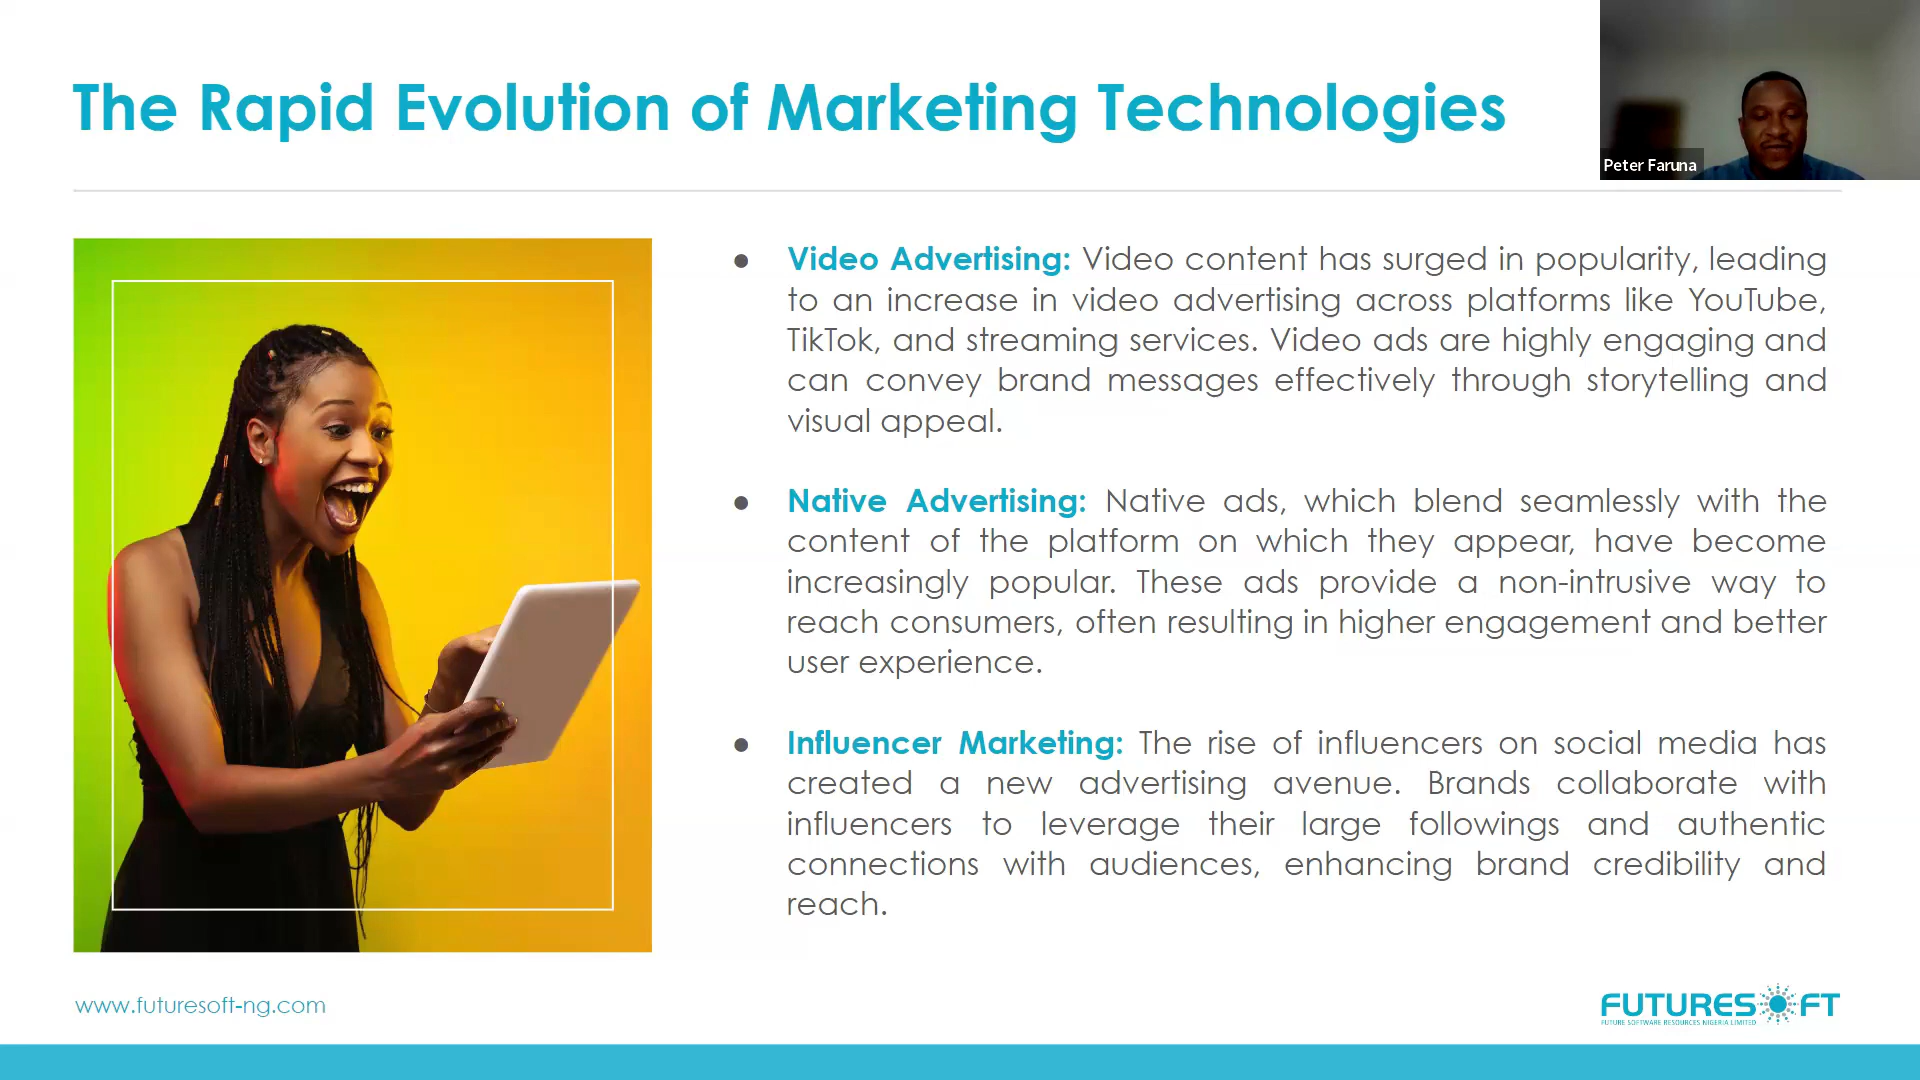 The Rapid Evolution of Marketing Technologies
Peter Faruna
● Video Advertising: Video content has surged in popularity, leading
to an increase in video advertising across platforms like YouTube,
TikTok, and streaming services. Video ads are highly engaging and
can convey brand messages effectively through storytelling and
visual appeal.
● Native Advertising: Native ads, which blend seamlessly with the
content of the platform on which they appear, have become
increasingly popular. These ads provide a non-intrusive way to
reach consumers, often resulting in higher engagement and better
user experience.
● Influencer Marketing: The rise of influencers on social media has
created a new advertising avenue. Brands collaborate with
influencers to leverage their large followings and authentic
connections with audiences, enhancing brand credibility and
reach.
www.futuresoft-ng.com
FUTURESOFT
FUTURE SOFTWARE RESOURCES NIGERIA LIMITED